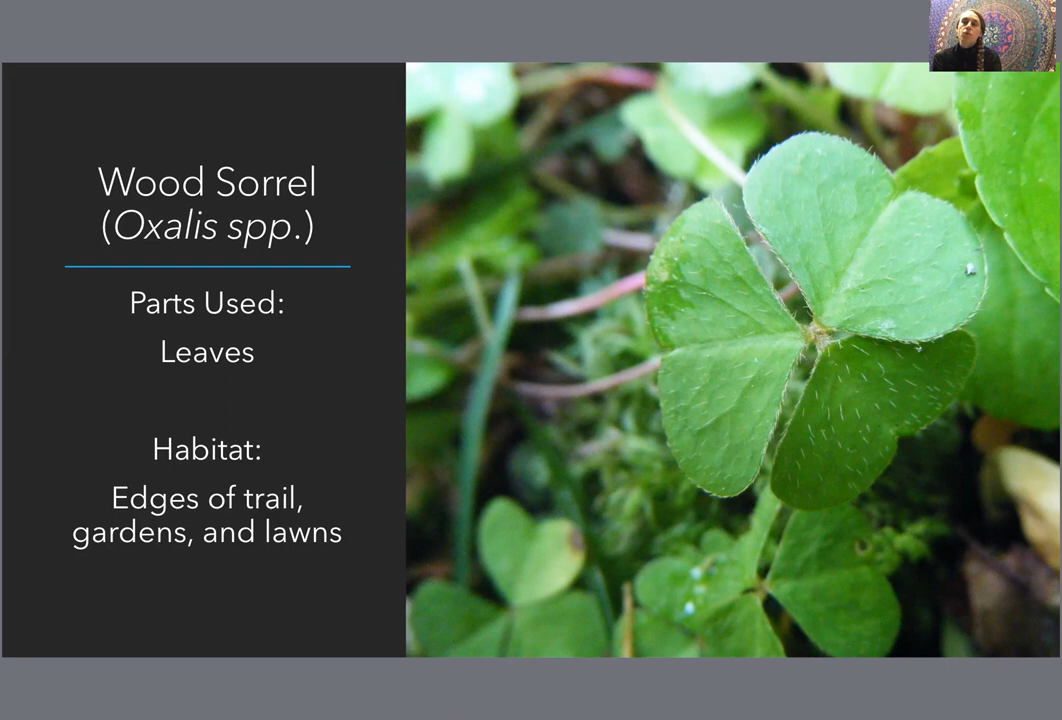 Wood Sorrel
(Oxalis spp.)
Parts Used:
Leaves
Habitat:
Edges of trail,
gardens, and lawns